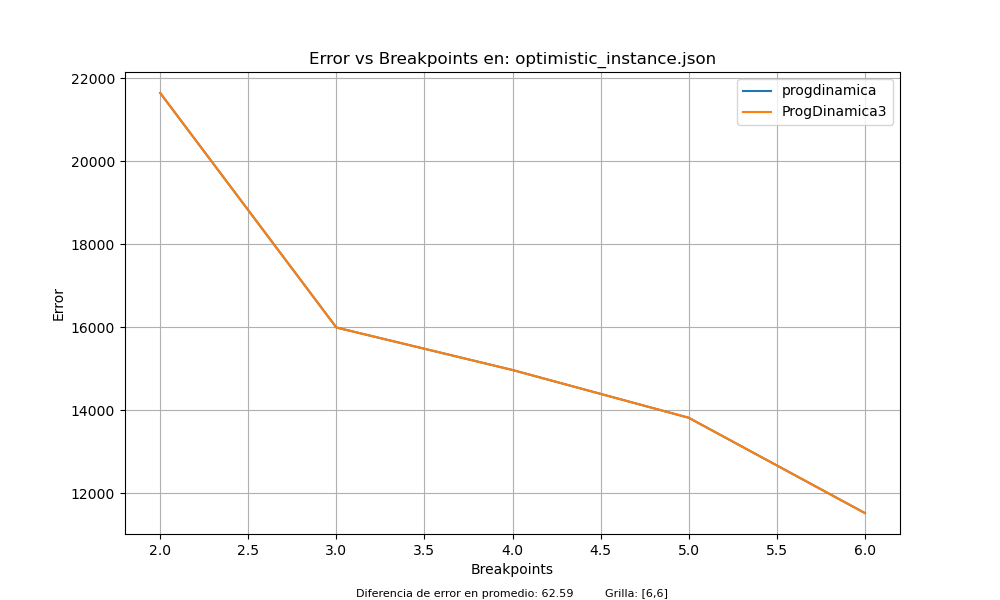 Error vs Breakpoints en: optimistic_instance.json
progdinamica
ProgDinamica3
Error
22000
20000
18000
16000
14000
12000
2.0 2.5 3.0 3.5 4.0 4.5 5.0 5.5 6.0
Breakpoints
Diferencia de error en promedio: 62.59 Grilla: [6,6]